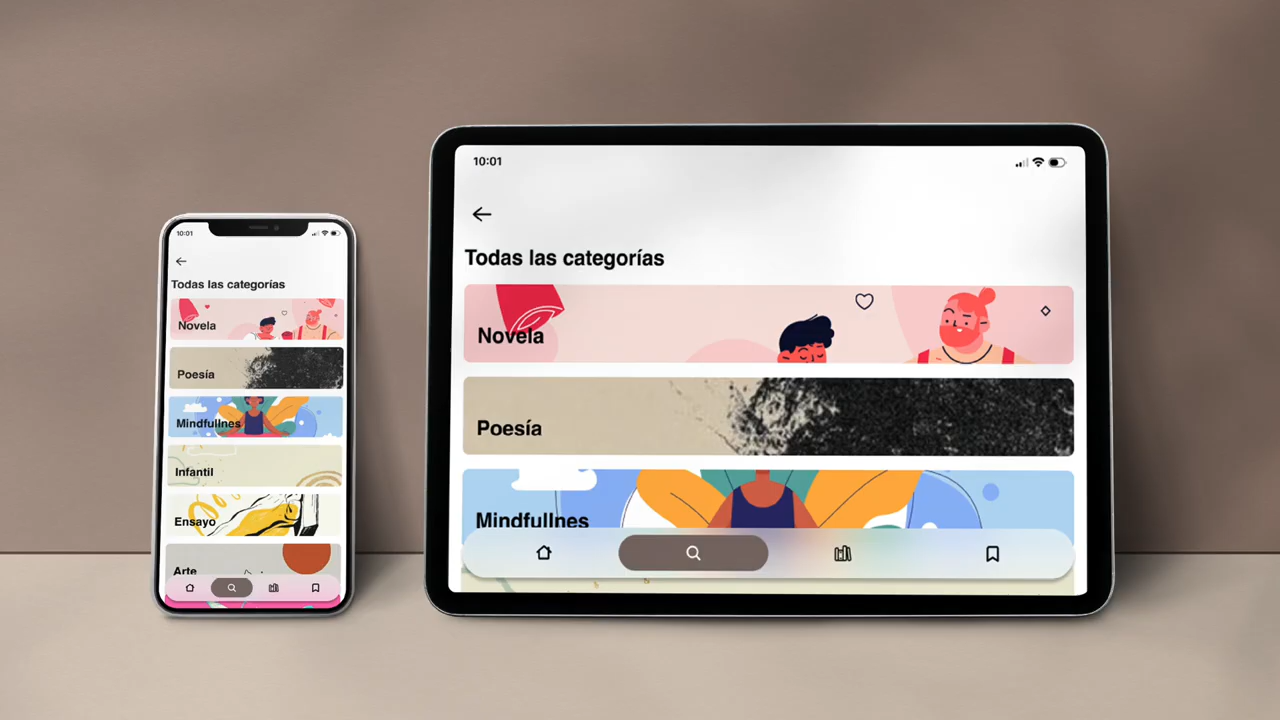 10:01
Todas las categorías
Novela
Poesía
Mindfullnes
Infantil
Ensayo
Arte
10:01
Todas las categorías
Novela
Poesía
Mindfullnes